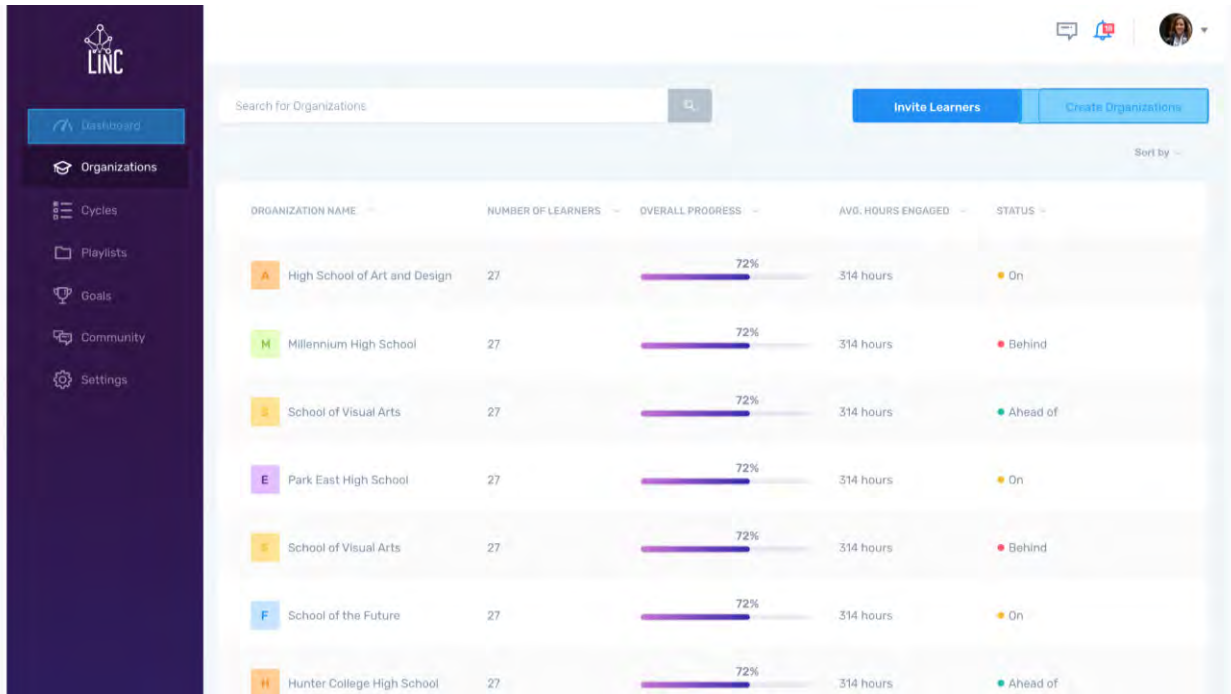 LINC
Search for Organizations
Invite Learners
Create Organizations
Dashboard
Organizations
Cycles
Playlists
Goals
Community
Settings
Sort by
ORGANIZATION NAME NUMBER OF LEARNERS OVERALL PROGRESS AVG. HOURS ENGAGED STATUS
A High School of Art and Design 27 72% 314 hours On
M Millennium High School 27 72% 314 hours Behind
S School of Visual Arts 27 72% 314 hours Ahead of
E Park East High School 27 72% 314 hours On
S School of Visual Arts 27 72% 314 hours Behind
F School of the Future 27 72% 314 hours On
H Hunter College High School 27 72% 314 hours Ahead of